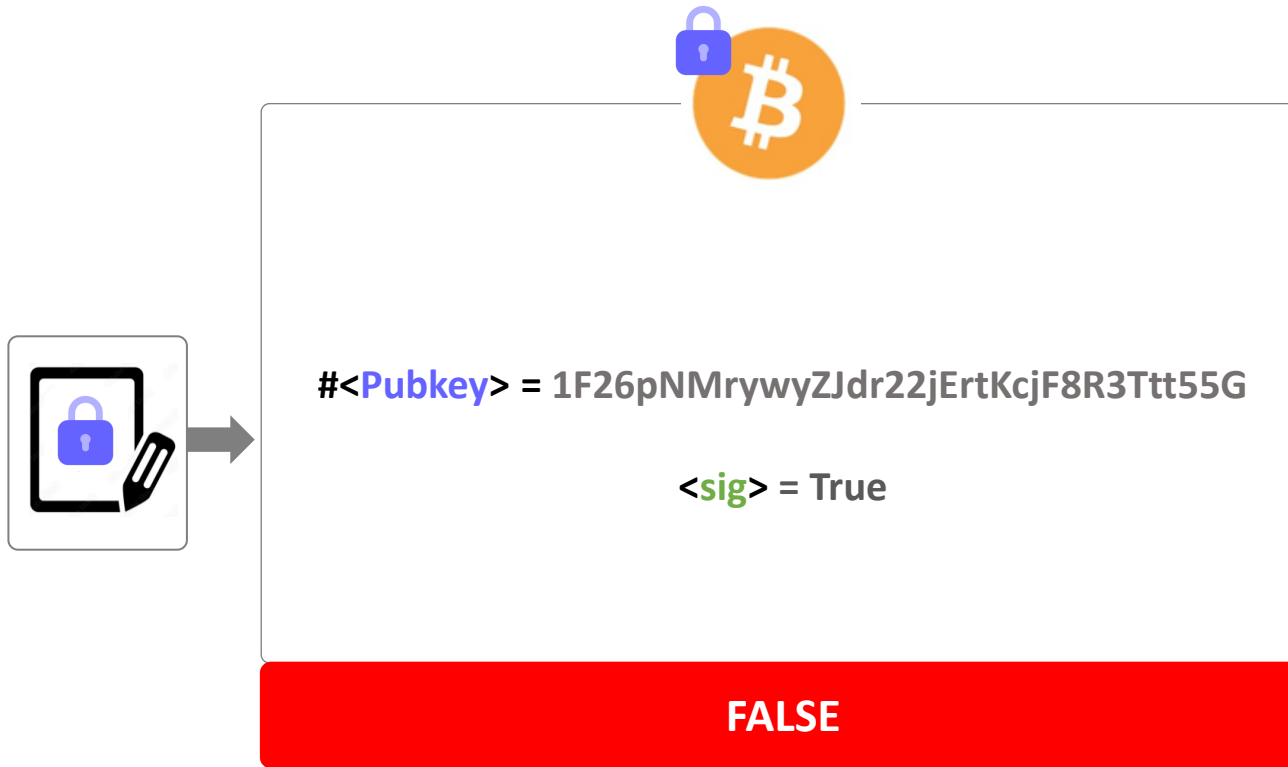 #<Pubkey> = 1F26pNMrywyZJdr22jErtKcjF8R3Ttt55G
<sig> = True
FALSE